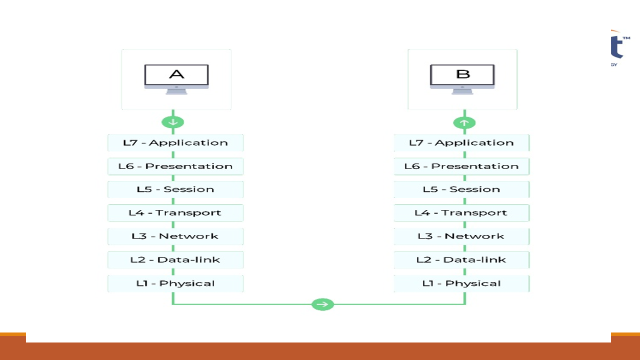 A
B
L7 - Application
L6 - Presentation
L5 - Session
L4 - Transport
L3 - Network
L2 - Data-link
L1 - Physical
L7 - Application
L6 - Presentation
L5 - Session
L4 - Transport
L3 - Network
L2 - Data-link
L1 - Physical
t™